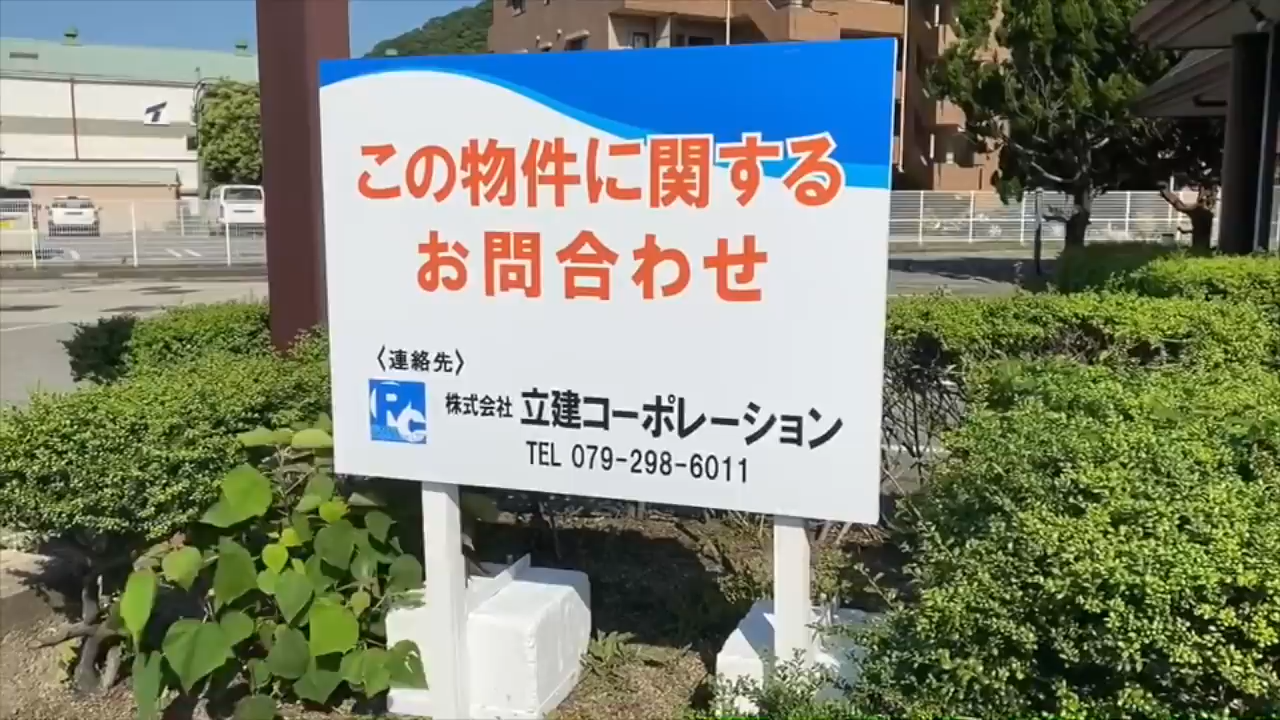 この物件に関する
お問合わせ
〈連絡先〉
株式会社 立建コーポレーション
TEL 079-298-6011